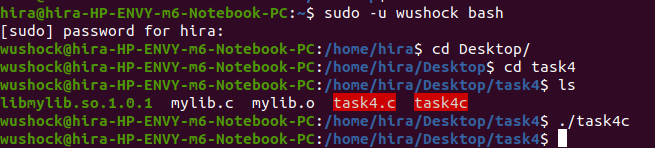 hira@hira-HP-ENVY-m6-Notebook-PC:~$ sudo -u wushock bash
[sudo] password for hira:
wushock@hira-HP-ENVY-m6-Notebook-PC:/home/hira$ cd Desktop/
wushock@hira-HP-ENVY-m6-Notebook-PC:/home/hira/Desktop$ cd task4
wushock@hira-HP-ENVY-m6-Notebook-PC:/home/hira/Desktop/task4$ ls
libmylib.so.1.0.1 mylib.c mylib.o task4.c task4c
wushock@hira-HP-ENVY-m6-Notebook-PC:/home/hira/Desktop/task4$ ./task4c
wushock@hira-HP-ENVY-m6-Notebook-PC:/home/hira/Desktop/task4$